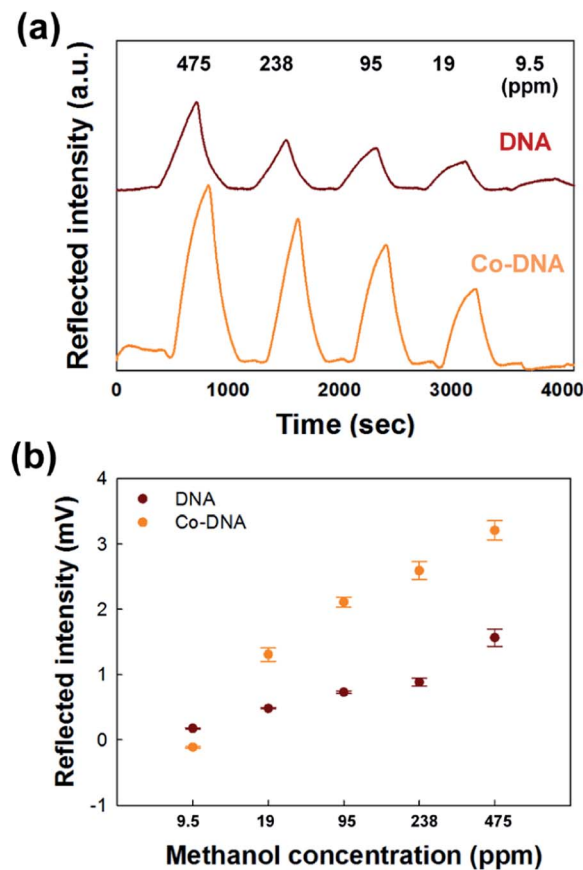 (a)
Reflected intensity (a.u.)
475 238 95 19 9.5
(ppm)
DNA
Co-DNA
0 1000 2000 3000 4000
Time (sec)
(b)
Reflected intensity (mV)
4
3
2
1
0
-1
DNA
Co-DNA
9.5 19 95 238 475
Methanol concentration (ppm)